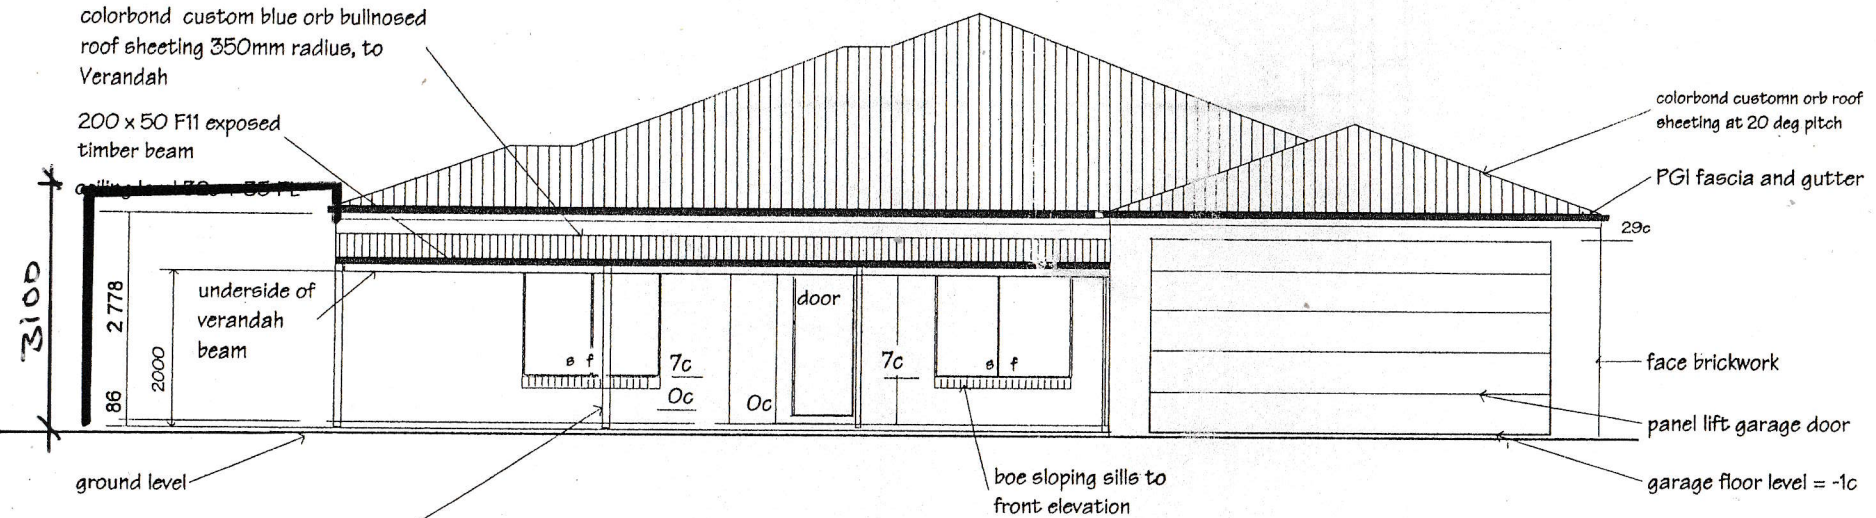 colorbond custom blue orb bullnosed
roof sheeting 350mm radius, to
Verandah
200 x 50 F11 exposed
timber beam
colorbond customn orb roof
sheeting at 20 deg pitch
PGI fascia and gutter
29c
3100
2778
86
2000
underside of
verandah
beam
door
s f
7c
0c
0c
7c
s f
face brickwork
panel lift garage door
garage floor level = -1c
ground level
boe sloping sills to
front elevation